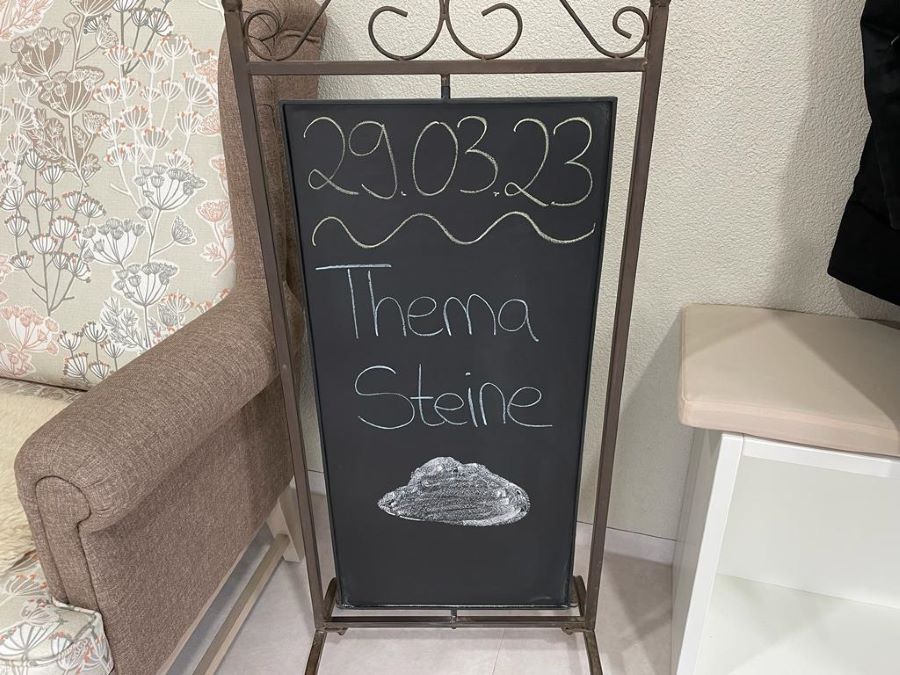 29.03.23
Thema
Steine